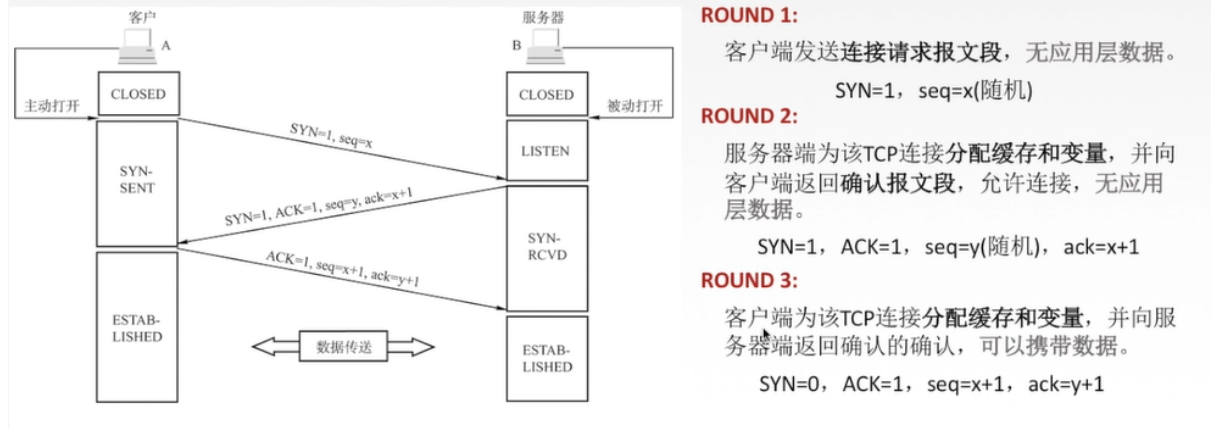 客户
A
服务器
B
CLOSED
CLOSED
主动打开
被动打开
SYN=1, seq=x
LISTEN
SYN-
SENT
SYN=1, ACK=1, seq=y, ack=x+1
SYN-
RCVD
ACK=1, seq=x+1, ack=y+1
ESTAB-
LISHED
数据传送
ESTAB-
LISHED
ROUND 1:
客户端发送连接请求报文段，无应用层数据。
SYN=1，seq=x(随机)
ROUND 2:
服务器端为该TCP连接分配缓存和变量，并向
客户端返回确认报文段，允许连接，无应用
层数据。
SYN=1，ACK=1，seq=y(随机)，ack=x+1
ROUND 3:
客户端为该TCP连接分配缓存和变量，并向服
务器端返回确认的确认，可以携带数据。
SYN=0，ACK=1，seq=x+1，ack=y+1